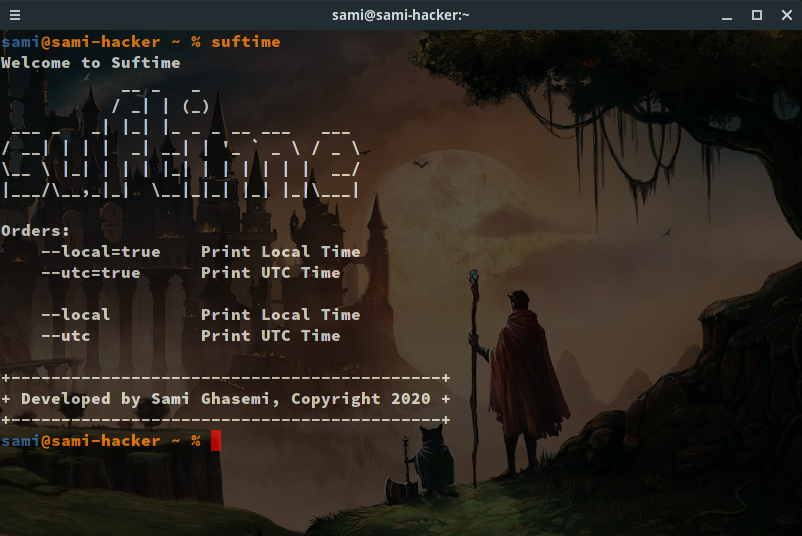 sami@sami-hacker:~
sami@sami-hacker ~ % suftime
Welcome to Suftime
suftime
Orders:
--local=true    Print Local Time
--utc=true      Print UTC Time
--local         Print Local Time
--utc           Print UTC Time
+-------------------------------------------+
+ Developed by Sami Ghasemi, Copyright 2020 +
+-------------------------------------------+
sami@sami-hacker ~ %